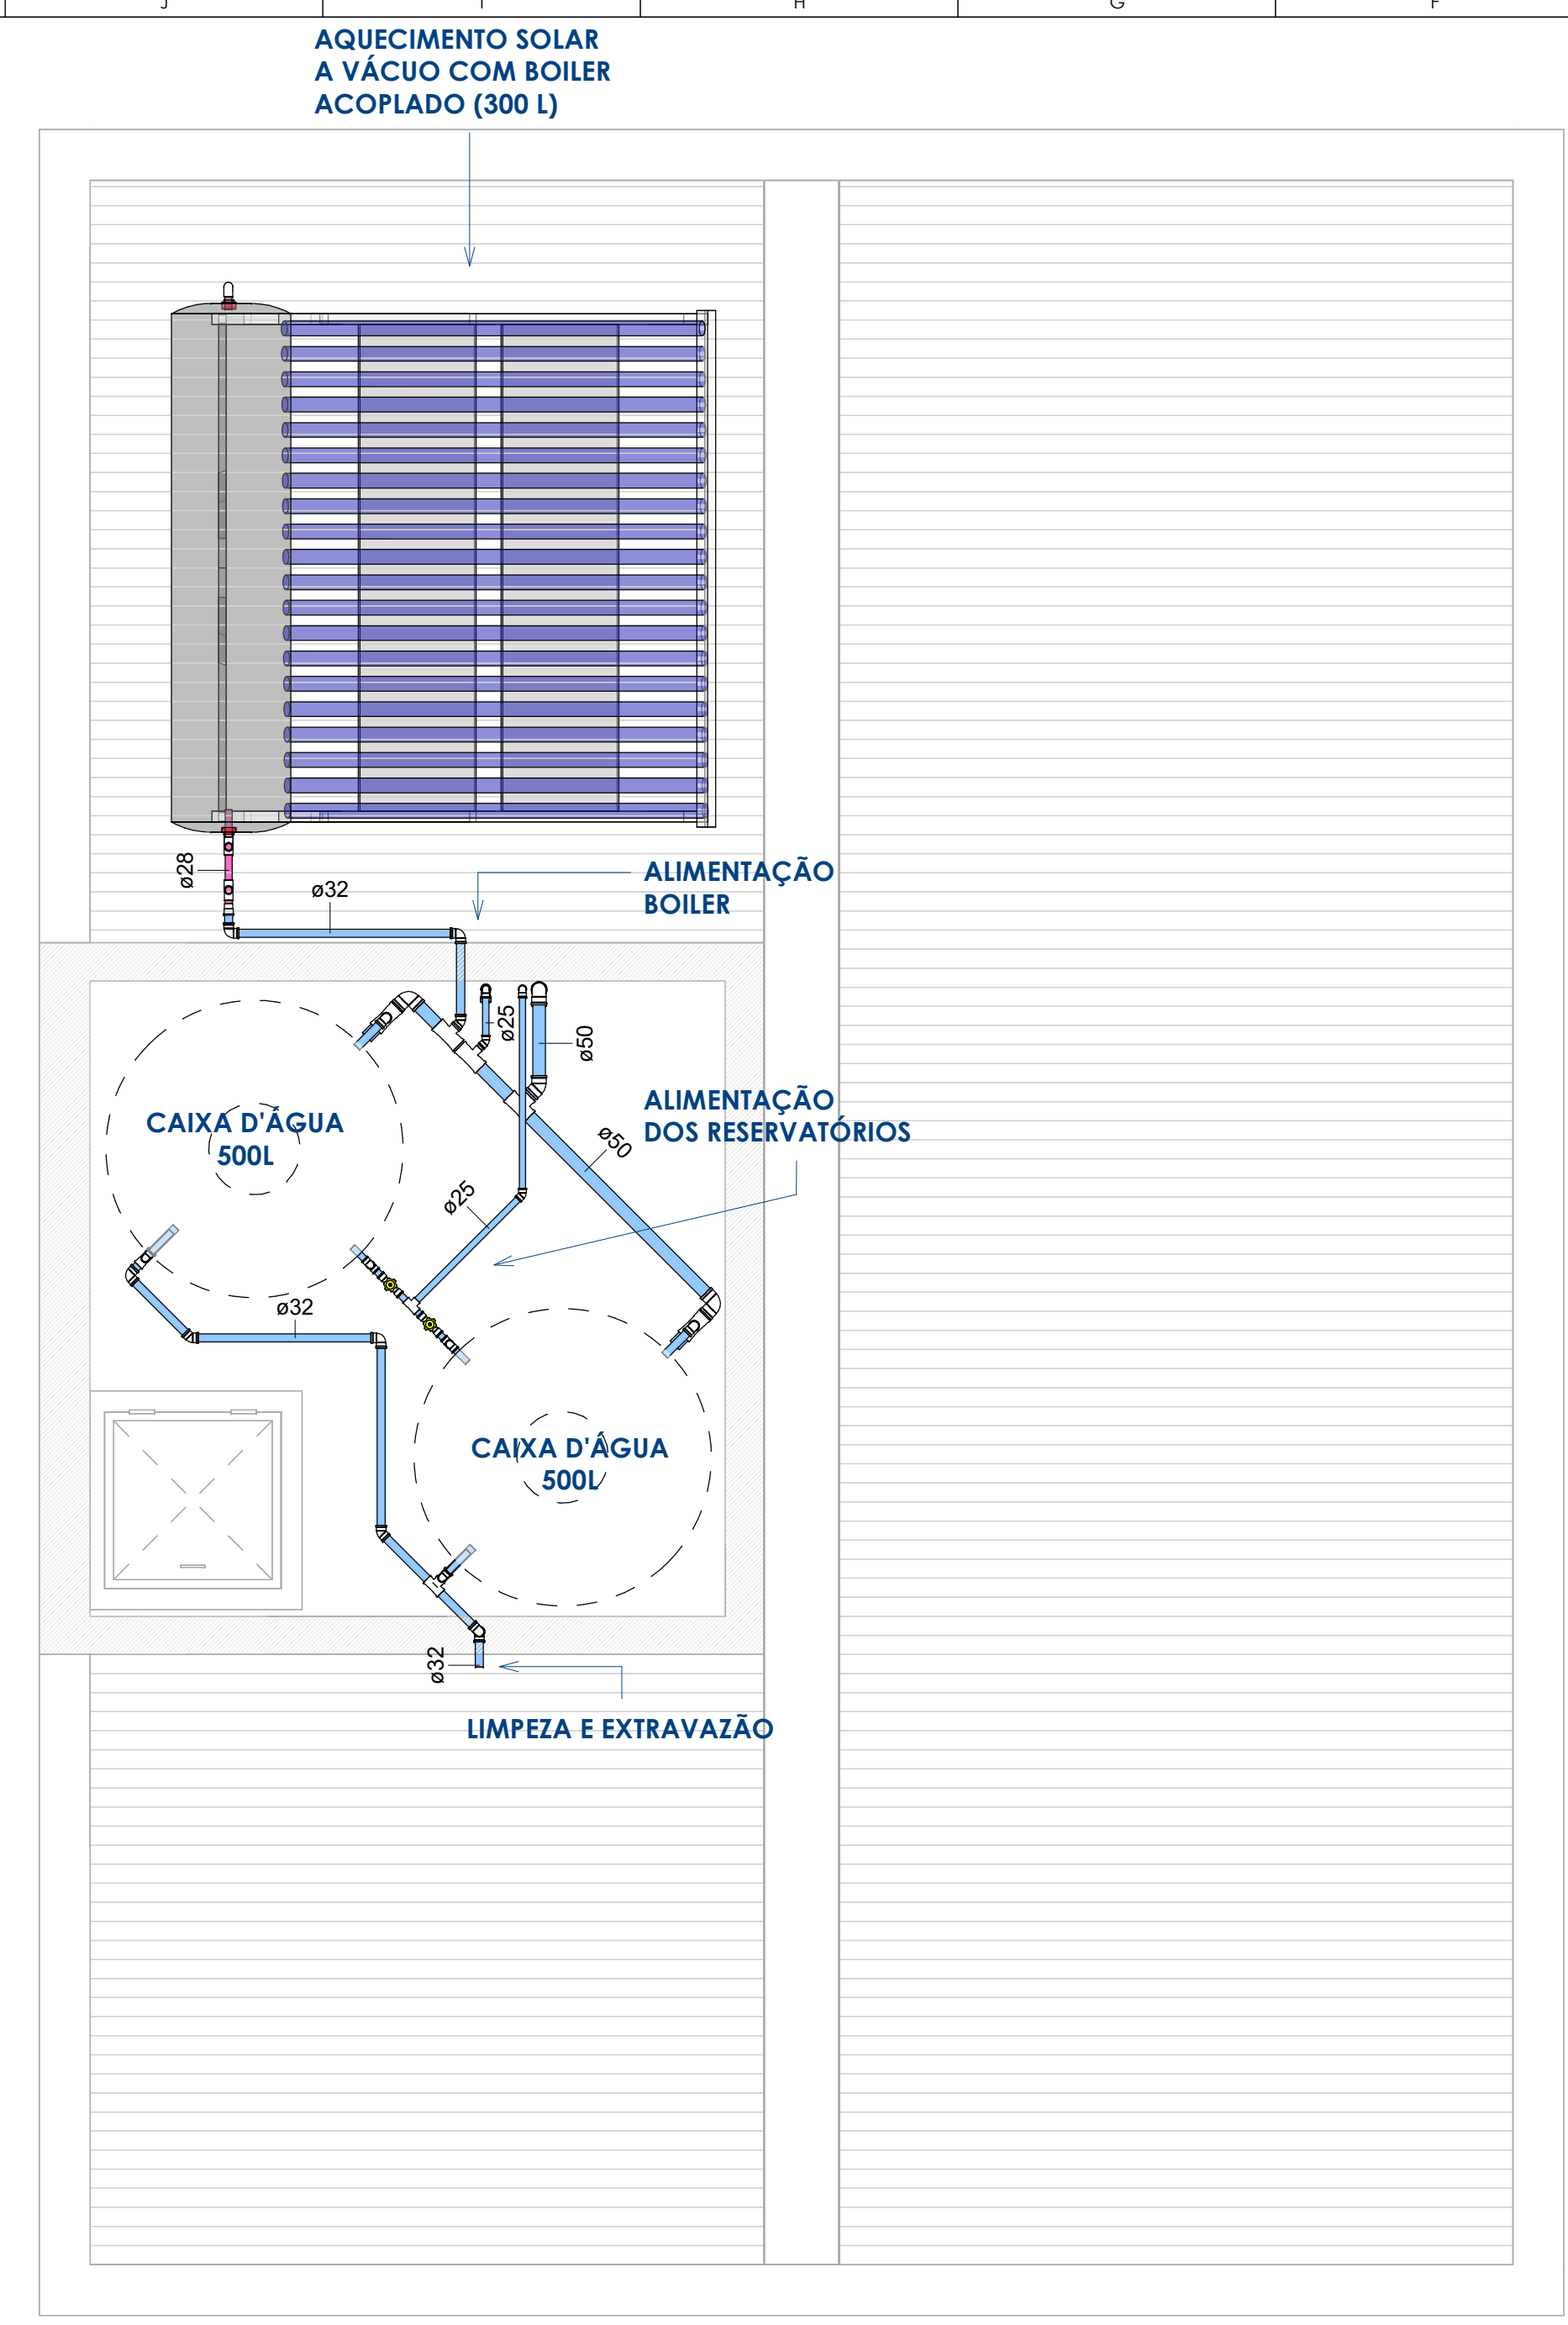 J I H G F
AQUECIMENTO SOLAR
A VÁCUO COM BOILER
ACOPLADO (300 L)
ø28
ø32
ALIMENTAÇÃO
BOILER
ø25
ø50
ALIMENTAÇÃO
DOS RESERVATÓRIOS
CAIXA D'ÁGUA
500L
ø50
ø25
ø32
CAIXA D'ÁGUA
500L
ø32
LIMPEZA E EXTRAVAZÃO